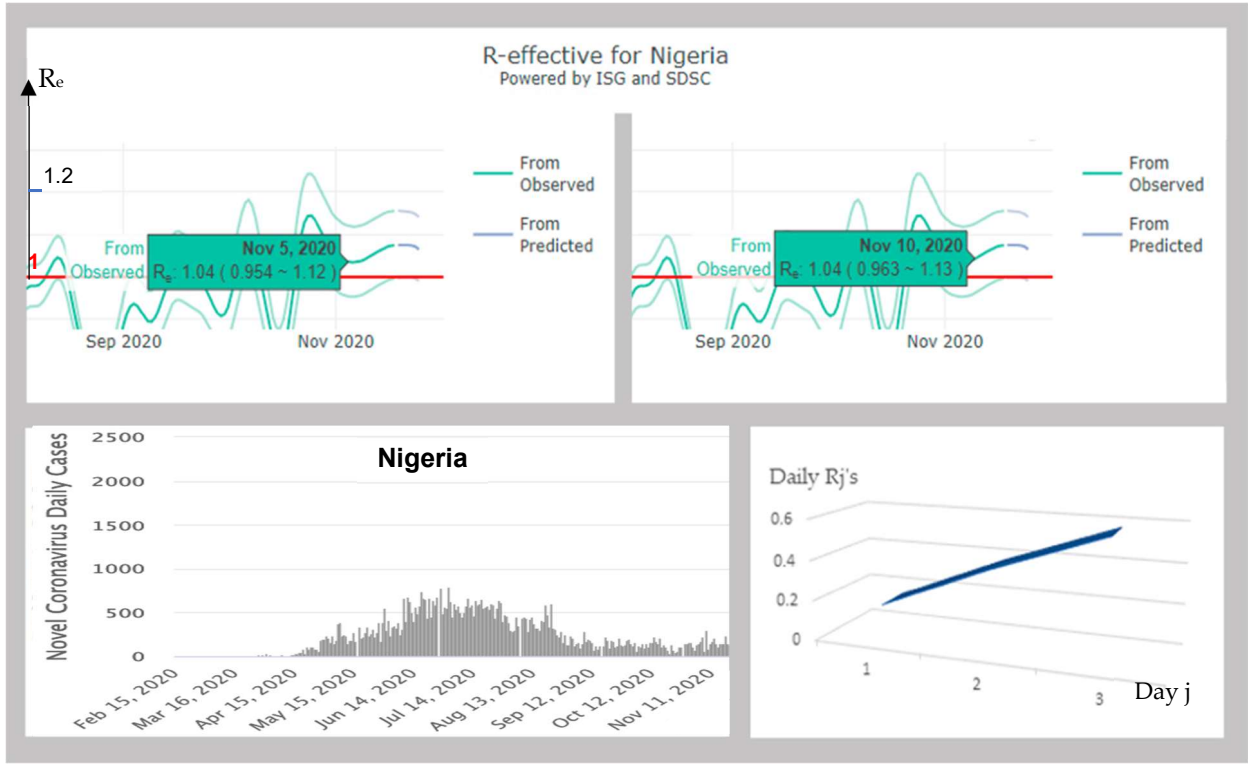 R-effective for Nigeria
Powered by ISG and SDSC
Re
1.2
1
From
Observed
From
Predicted
From
Observed
Nov 5, 2020
Re: 1.04 ( 0.954 ~ 1.12 )
Sep 2020
Nov 2020
From
Observed
From
Predicted
From
Observed
Nov 10, 2020
Re: 1.04 ( 0.963 ~ 1.13 )
Sep 2020
Nov 2020
Nigeria
Novel Coronavirus Daily Cases
2500
2000
1500
1000
500
0
Feb 15, 2020
Mar 16, 2020
Apr 15, 2020
May 15, 2020
Jun 14, 2020
Jul 14, 2020
Aug 13, 2020
Sep 12, 2020
Oct 12, 2020
Nov 11, 2020
Daily Rj's
0.6
0.4
0.2
0
1
2
3
Day j